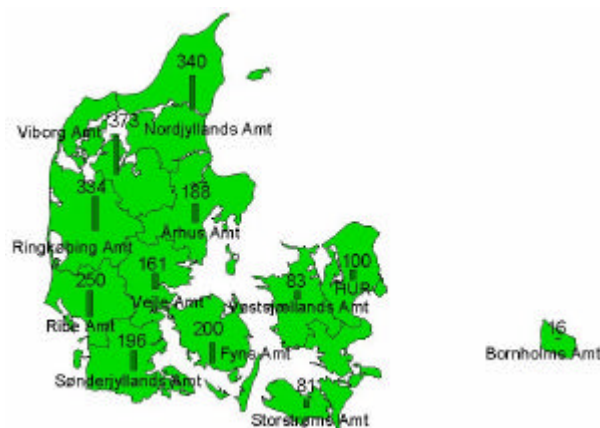 340
Nordjyllands Amt
373
Viborg Amt
334
Ringkøbing Amt
188
Århus Amt
161
Vejle Amt
250
Ribe Amt
196
Sønderjyllands Amt
200
Fyns Amt
83
Vestsjællands Amt
100
HUR
81
Storstrøms Amt
16
Bornholms Amt